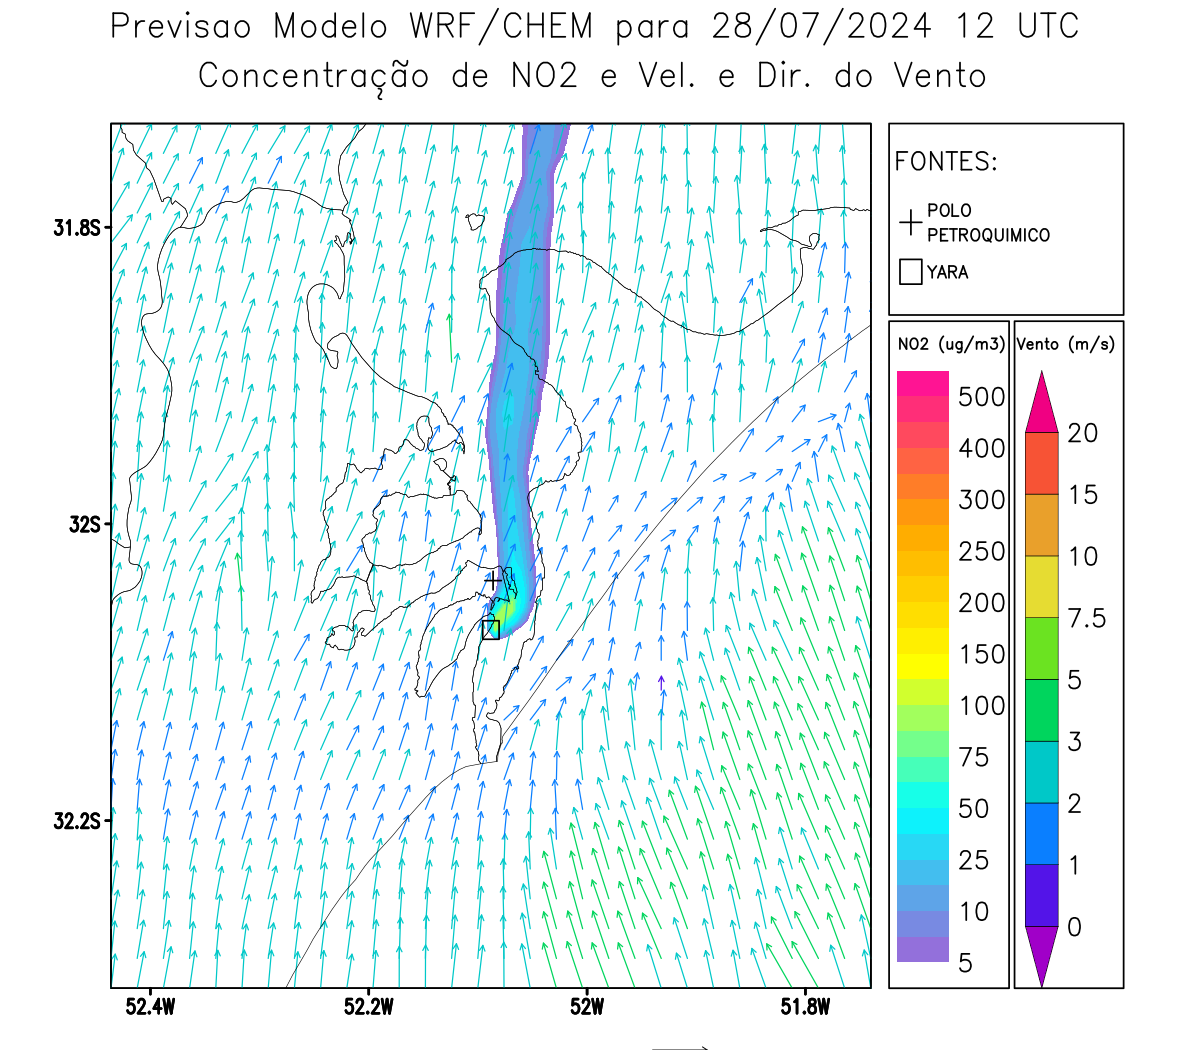 Previsao Modelo WRF/CHEM para 28/07/2024 12 UTC
Concentração de NO2 e Vel. e Dir. do Vento
FONTES:
POLO
PETROQUIMICO
YARA
NO2 (ug/m3)
500
400
300
250
200
150
100
75
50
25
10
5
Vento (m/s)
20
15
10
7.5
5
3
2
1
0
31.8S
32S
32.2S
52.4W
52.2W
52W
51.8W